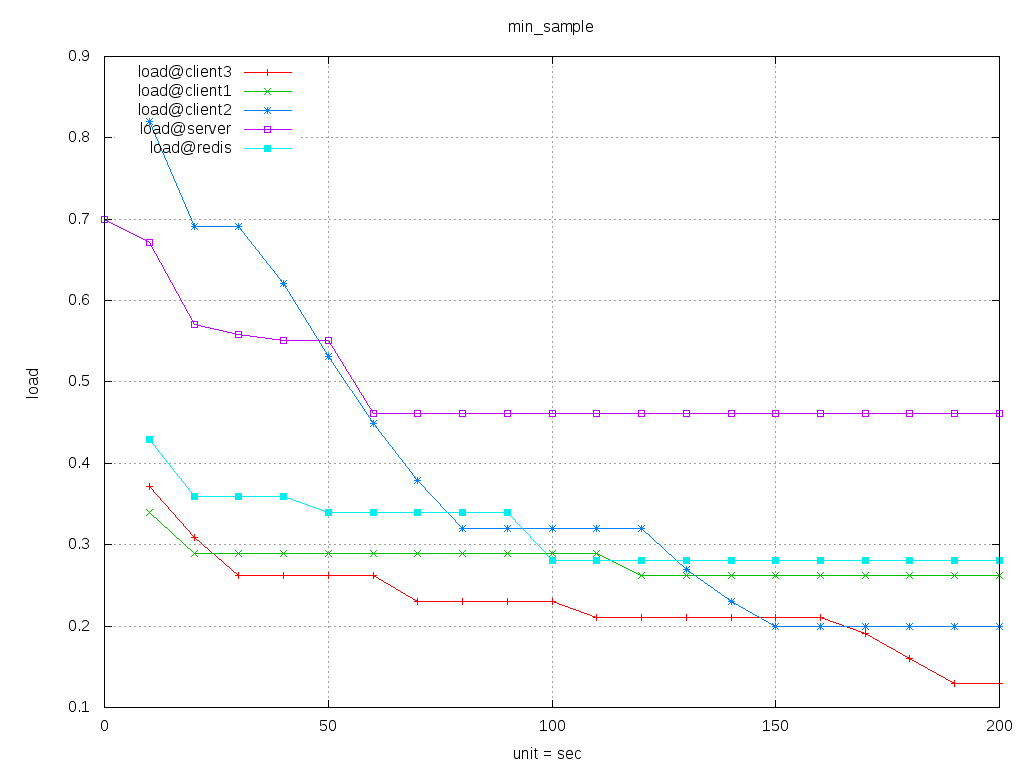 min_sample
load@client3
load@client1
load@client2
load@server
load@redis
0.9
0.8
0.7
0.6
0.5
0.4
0.3
0.2
0.1
load
0 50 100 150 200
unit = sec